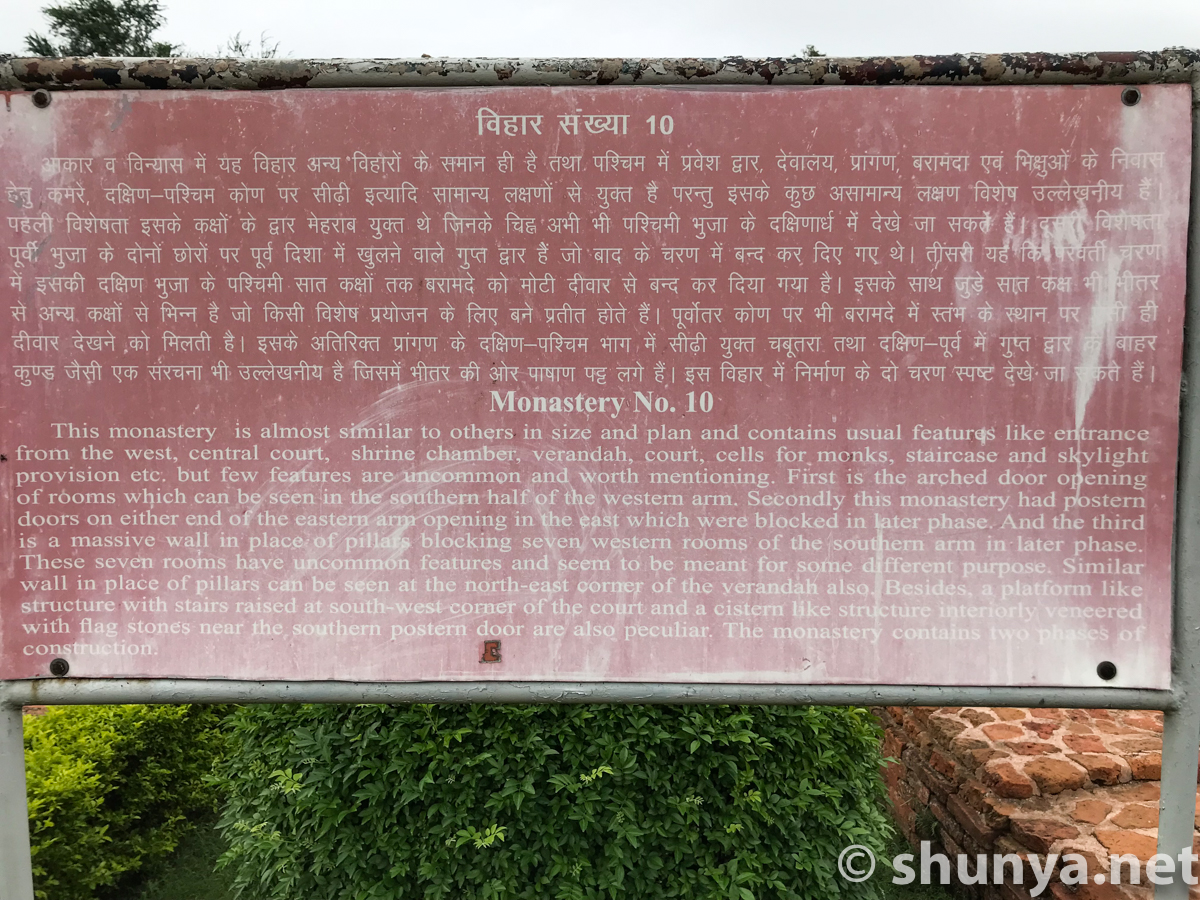 विहार संख्या 10
आकार व विन्यास में यह विहार अन्य विहारों के समान ही है तथा पश्चिम में प्रवेश द्वार, देवालय, प्रांगण, बरामदा एवं भिक्षुओं के निवास
हेतु कमरे, दक्षिण–पश्चिम कोण पर सीढ़ी इत्यादि सामान्य लक्षणों से युक्त है परन्तु इसके कुछ असामान्य लक्षण विशेष उल्लेखनीय हैं।
पहली विशेषता इसके कक्षों के द्वार मेहराब युक्त थे जिनके चिह्न अभी भी पश्चिमी भुजा के दक्षिणार्ध में देखे जा सकते हैं। दूसरी विशेषता
पूर्वी भुजा के दोनों छोरों पर पूर्व दिशा में खुलने वाले गुप्त द्वार हैं जो बाद के चरण में बन्द कर दिए गए थे। तीसरी यह कि परवर्ती चरण
में इसकी दक्षिण भुजा के पश्चिमी सात कक्षों तक बरामदे को मोटी दीवार से बन्द कर दिया गया है। इसके साथ जुड़े सात कक्ष भी भीतर
से अन्य कक्षों से भिन्न है जो किसी विशेष प्रयोजन के लिए बने प्रतीत होते हैं। पूर्वोतर कोण पर भी बरामदे में स्तंभ के स्थान पर ही
दीवार देखने को मिलती है। इसके अतिरिक्त प्रांगण के दक्षिण–पश्चिम भाग में सीढ़ी युक्त चबूतरा तथा दक्षिण–पूर्व में गुप्त द्वार के बाहर
कुण्ड जैसी एक संरचना भी उल्लेखनीय है जिसमें भीतर की ओर पाषाण पट्ट लगे हैं। इस विहार में निर्माण के दो चरण स्पष्ट देखे जा सकते हैं।
Monastery No. 10
This monastery is almost similar to others in size and plan and contains usual features like entrance
from the west, central court, shrine chamber, verandah, court, cells for monks, staircase and skylight
provision etc. but few features are uncommon and worth mentioning. First is the arched door opening
of rooms which can be seen in the southern half of the western arm. Secondly this monastery had postern
doors on either end of the eastern arm opening in the east which were blocked in later phase. And the third
is a massive wall in place of pillars blocking seven western rooms of the southern arm in later phase.
These seven rooms have uncommon features and seem to be meant for some different purpose. Similar
wall in place of pillars can be seen at the north-east corner of the verandah also. Besides, a platform like
structure with stairs raised at south-west corner of the court and a cistern like structure interiorly veneered
with flag stones near the southern postern door are also peculiar. The monastery contains two phases of
construction.
E
© shunya.net